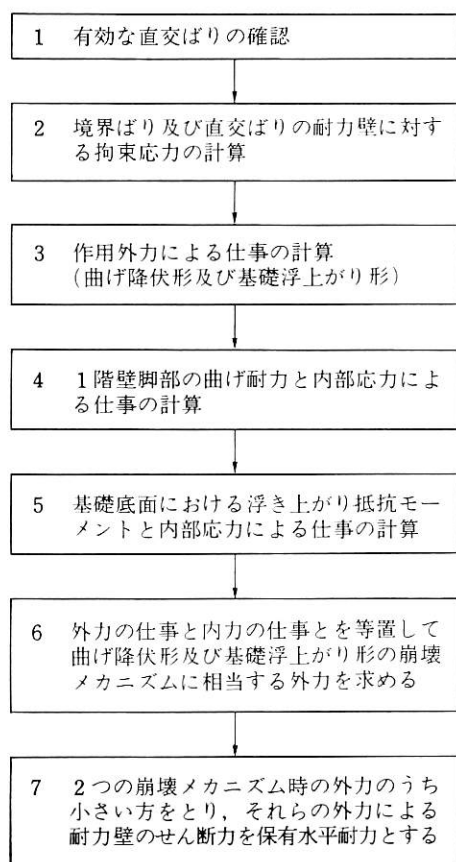 1 有効な直交ばりの確認
2 境界ばり及び直交ばりの耐力壁に対す
る拘束応力の計算
3 作用外力による仕事の計算
(曲げ降伏形及び基礎浮上がり形)
4 1階壁脚部の曲げ耐力と内部応力によ
る仕事の計算
5 基礎底面における浮き上がり抵抗モー
メントと内部応力による仕事の計算
6 外力の仕事と内力の仕事とを等置して
曲げ降伏形及び基礎浮上がり形の崩壊
メカニズムに相当する外力を求める
7 2つの崩壊メカニズム時の外力のうち
小さい方をとり，それらの外力による
耐力壁のせん断力を保有水平耐力とする